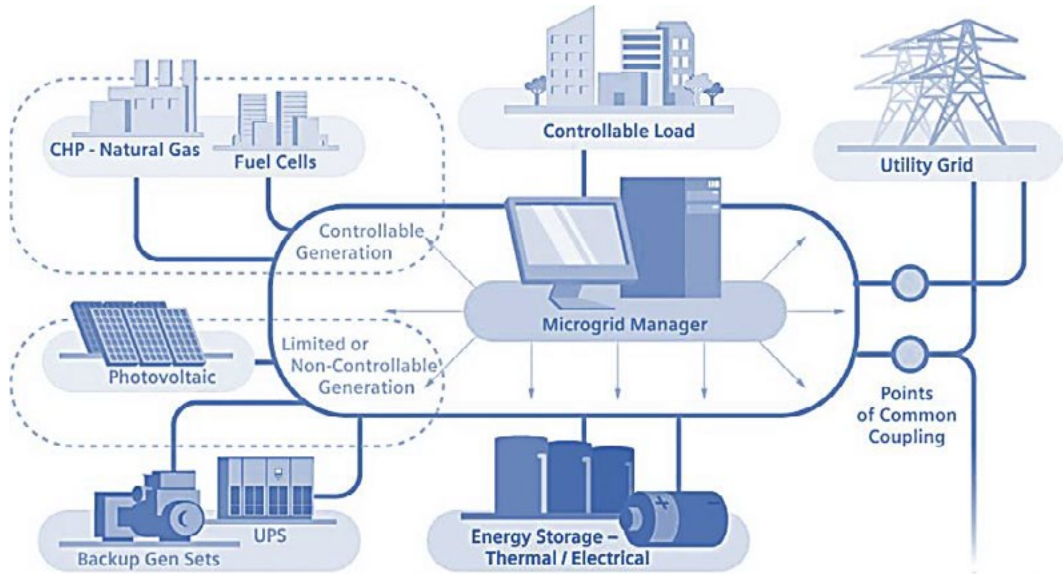 CHP - Natural Gas
Fuel Cells
Controllable Load
Utility Grid
Controllable
Generation
Microgrid Manager
Photovoltaic
Limited or
Non-Controllable
Generation
Points
of Common
Coupling
Backup Gen Sets
UPS
Energy Storage –
Thermal / Electrical
+
−